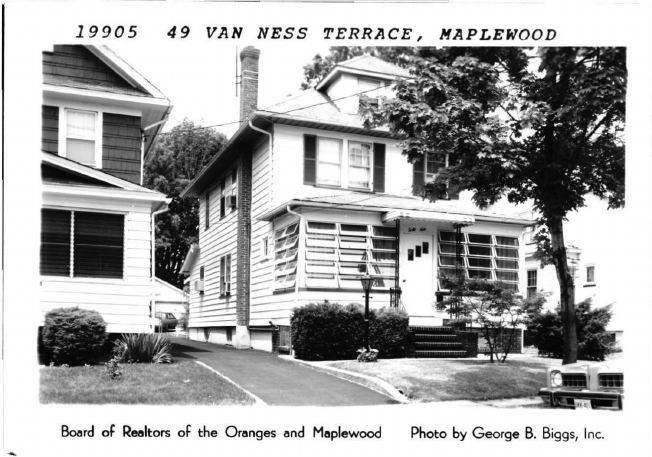 19905 49 VAN NESS TERRACE, MAPLEWOOD
Board of Realtors of the Oranges and Maplewood Photo by George B. Biggs, Inc.